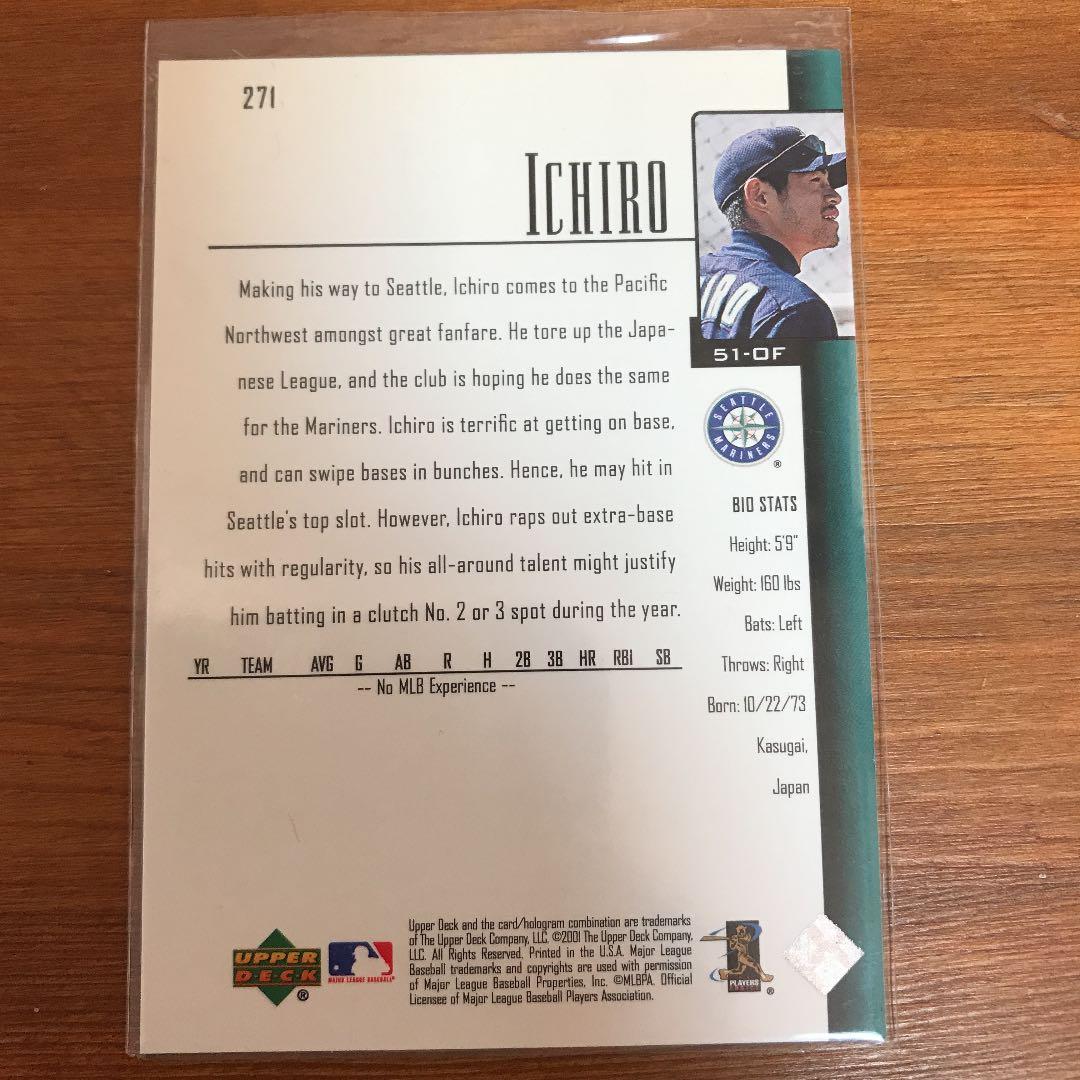 271
ICHIRO
IRO
51-OF
SEATTLE
MARINERS
®
Making his way to Seattle, Ichiro comes to the Pacific
Northwest amongst great fanfare. He tore up the Japa-
nese League, and the club is hoping he does the same
for the Mariners. Ichiro is terrific at getting on base,
and can swipe bases in bunches. Hence, he may hit in
Seattle's top slot. However, Ichiro raps out extra-base
hits with regularity, so his all-around talent might justify
him batting in a clutch No. 2 or 3 spot during the year.
YR TEAM AVG G AB R H 2B 3B HR RBI SB
-- No MLB Experience --
BIO STATS
Height: 5'9"
Weight: 160 lbs
Bats: Left
Throws: Right
Born: 10/22/73
Kasugai,
Japan
UPPER
DECK
®
MAJOR LEAGUE BASEBALL
Upper Deck and the card/hologram combination are trademarks
of The Upper Deck Company, LLC. ©2001 The Upper Deck Company,
LLC. All Rights Reserved. Printed in the U.S.A. Major League
Baseball trademarks and copyrights are used with permission
of Major League Baseball Properties, Inc. ©MLBPA. Official
Licensee of Major League Baseball Players Association.
PLAYERS
®